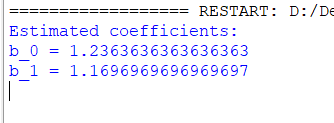 ================== RESTART: D:/De
Estimated coefficients:
b_0 = 1.2363636363636363
b_1 = 1.1696969696969697